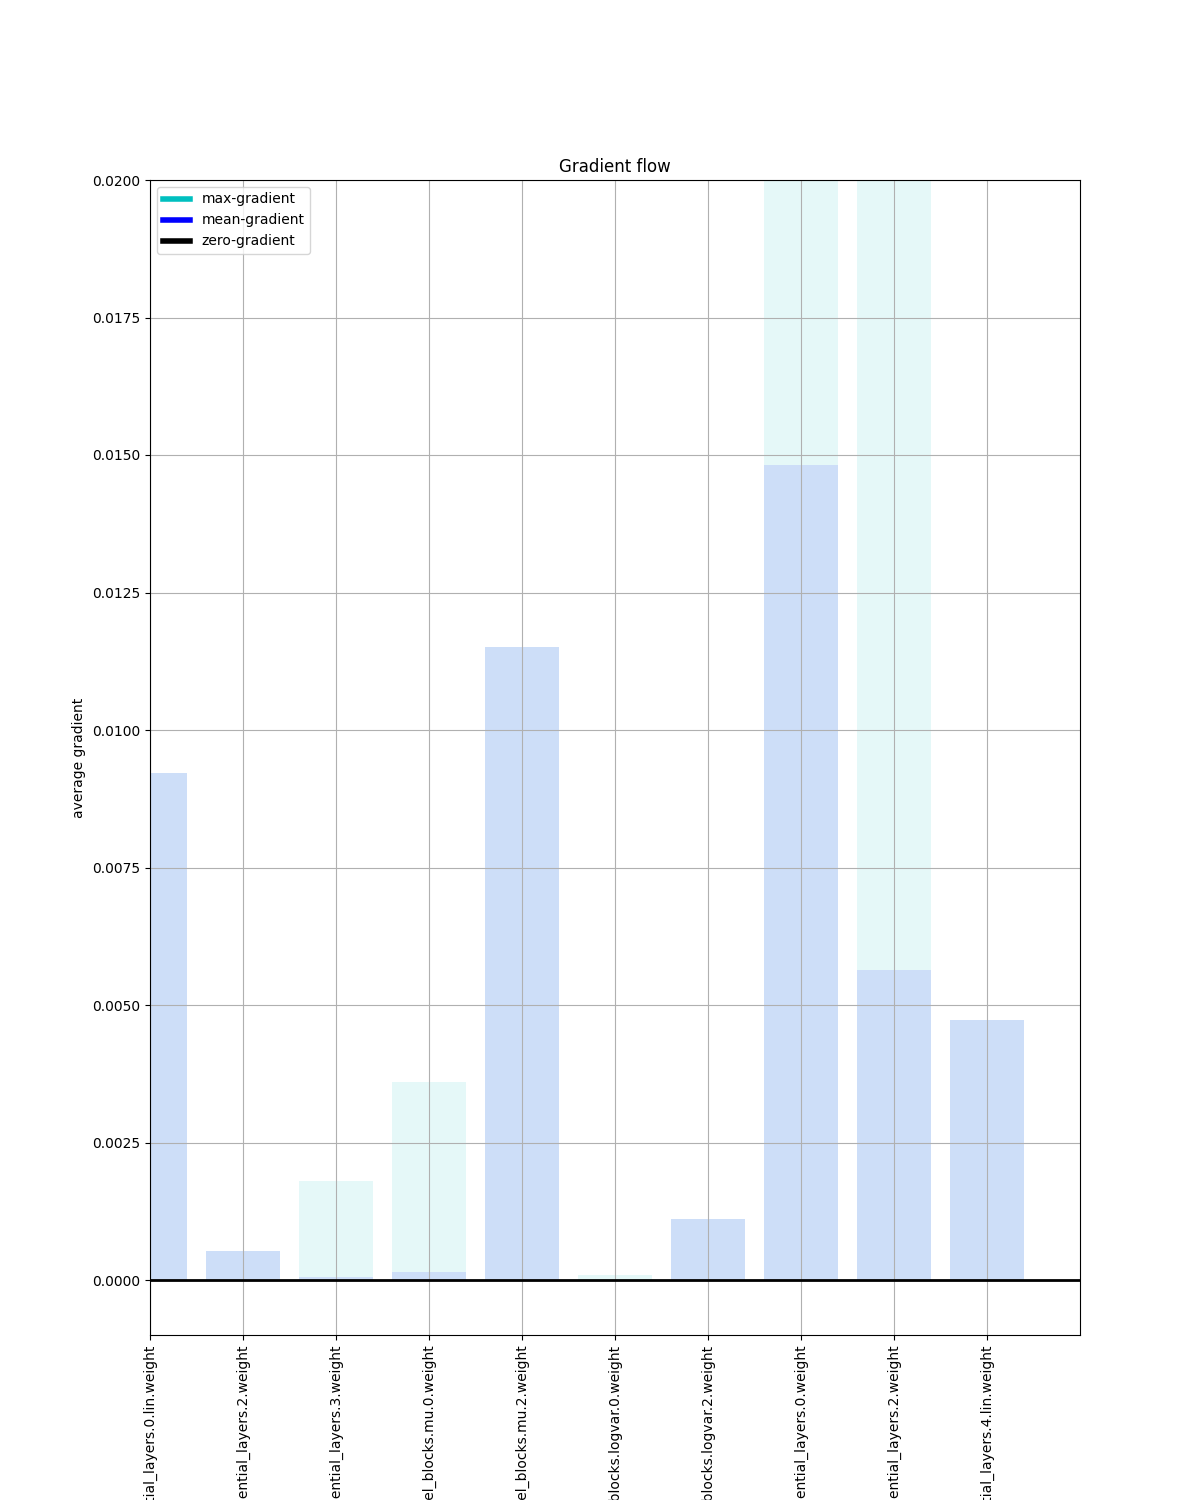 Gradient flow
max-gradient
mean-gradient
zero-gradient
0.0200
0.0175
0.0150
0.0125
0.0100
0.0075
0.0050
0.0025
0.0000
average gradient
tial_layers.0.lin.weight
ential_layers.2.weight
ential_layers.3.weight
el_blocks.mu.0.weight
el_blocks.mu.2.weight
blocks.logvar.0.weight
blocks.logvar.2.weight
ential_layers.0.weight
ential_layers.2.weight
tial_layers.4.lin.weight